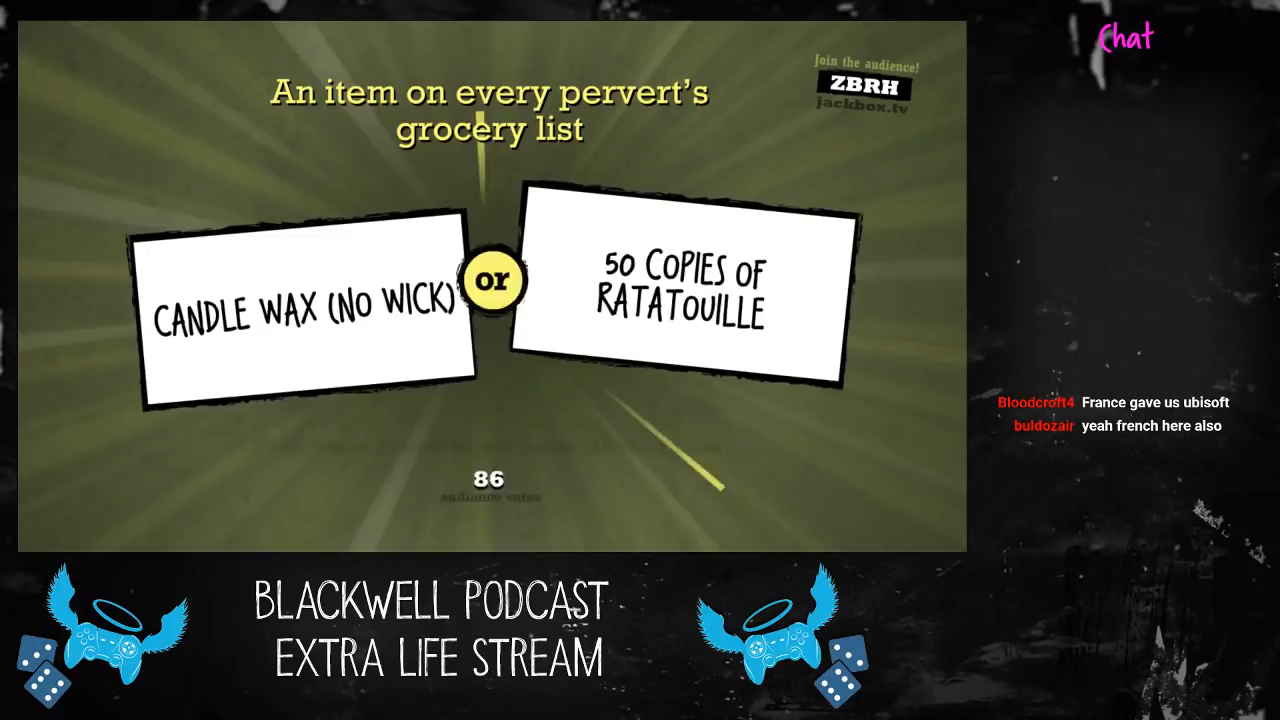 Chat
Join the audience!
ZBRH
jackbox.tv
An item on every pervert's
grocery list
CANDLE WAX (NO WICK)
or
50 COPIES OF
RATATOUILLE
86
audience votes
Bloodcroft4 France gave us ubisoft
buldozair yeah french here also
BLACKWELL PODCAST
EXTRA LIFE STREAM